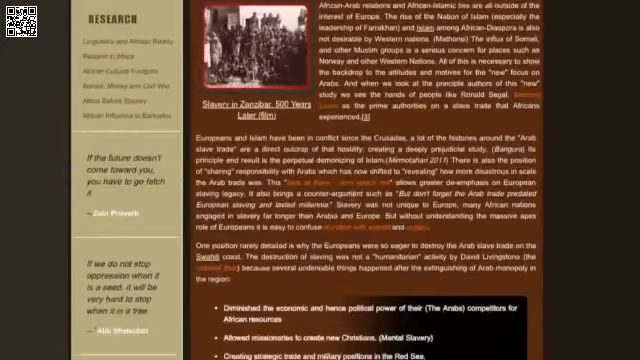 RESEARCH
Linguistics and African Reality
Religion in Africa
African Cultural Footprint
Nomad, Money and Civil War
Africa Before Slavery
African Influence to Barbados
If the future doesn't
come toward you,
you have to go fetch
it
-- Zulu Proverb
If we do not stop
oppression when it
is a seed, it will be
very hard to stop
when it is a tree
-- ' Alik Shahadah
Slavery in Zanzibar, 500 Years
Later (film)
African-Arab relations and African-Islamic ties are all outside of the
interest of Europe. The rise of the Nation of Islam (especially the
leadership of Farrakhan) and Islam among African-Diaspora is also
not desirable by Western nations. (Mathone) The influx of Somali,
and other Muslim groups is a serious concern for places such as
Norway and other Western Nations. All of this is necessary to show
the backdrop to the attitudes and motives for the "new" focus on
Arabs. And when we look at the principle authors of this "new"
study we see the hands of people like Ronald Segal,
as the prime authorities on a slave trade that Africans
experienced.[3]
Europeans and Islam have been in conflict since the Crusades, a lot of the histories around the "Arab
slave trade" are a direct outcrop of that hostility; creating a deeply prejudicial study. (Bangura) Its
principle end result is the perpetual demonizing of Islam.(Mirmotahari 2011) There is also the position
of "sharing" responsibility with Arabs which has now shifted to "revealing" how more disastrous in scale
the Arab trade was. This " " allows greater de-emphasis on European
slaving legacy. It also brings a counter-argument such as "But don't forget the Arab trade predated
European slaving and lasted millennia." Slavery was not unique to Europe, many African nations
engaged in slavery far longer than Arabia and Europe. But without understanding the massive apex
role of Europeans it is easy to confuse and
One position rarely detailed is why the Europeans were so eager to destroy the Arab slave trade on the
Swahili coast. The destruction of slaving was not a "humanitarian" activity by David Livingstone (the
) because several undeniable things happened after the extinguishing of Arab monopoly in
the region:
• Diminished the economic and hence political power of their (The Arabs) competitors for
African resources
• Allowed missionaries to create new Christians. (Mental Slavery)
• Creating strategic trade and military positions in the Red Sea.